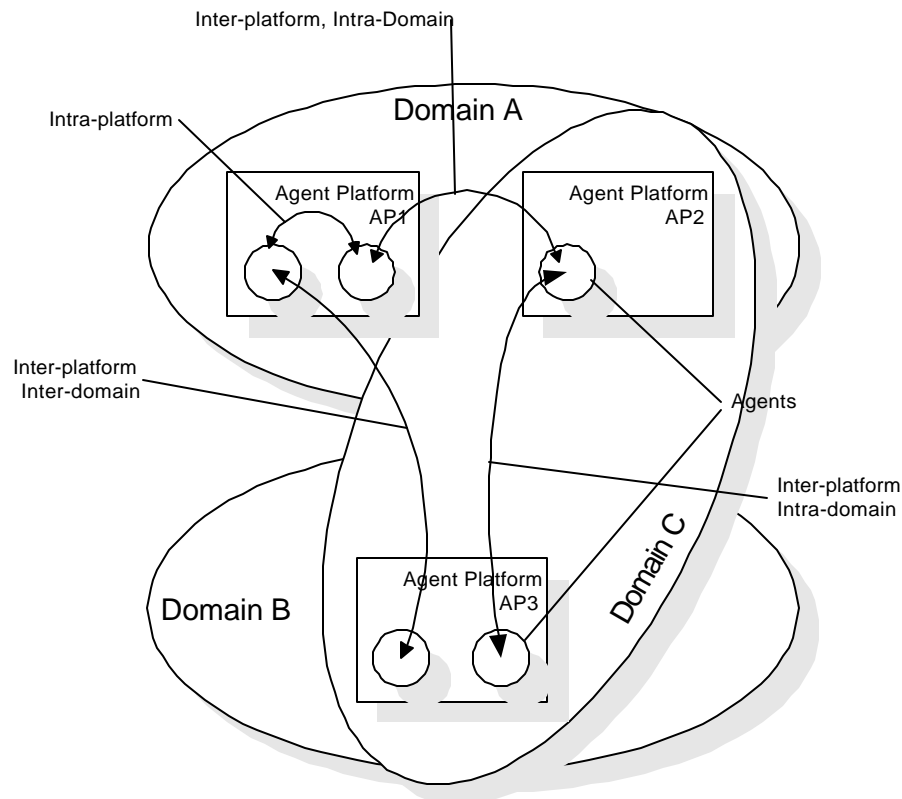 Inter-platform, Intra-Domain
Domain A
Intra-platform
Agent Platform
AP1
Agent Platform
AP2
Inter-platform
Inter-domain
Agents
Inter-platform
Intra-domain
Domain C
Agent Platform
AP3
Domain B